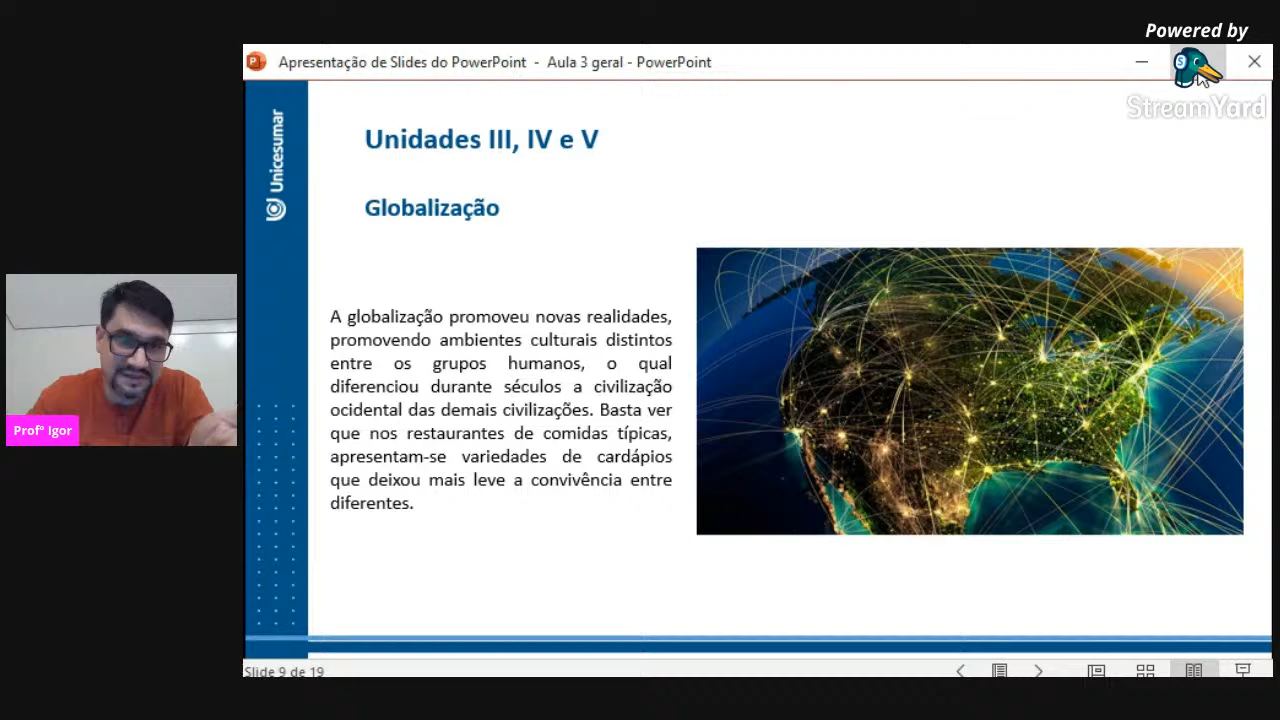 Powered by
StreamYard
Apresentação de Slides do PowerPoint - Aula 3 geral - PowerPoint
Unicesumar
Unidades III, IV e V
Globalização
A globalização promoveu novas realidades,
promovendo ambientes culturais distintos
entre os grupos humanos, o qual
diferenciou durante séculos a civilização
ocidental das demais civilizações. Basta ver
que nos restaurantes de comidas típicas,
apresentam-se variedades de cardápios
que deixou mais leve a convivência entre
diferentes.
Profº Igor
Slide 9 de 19